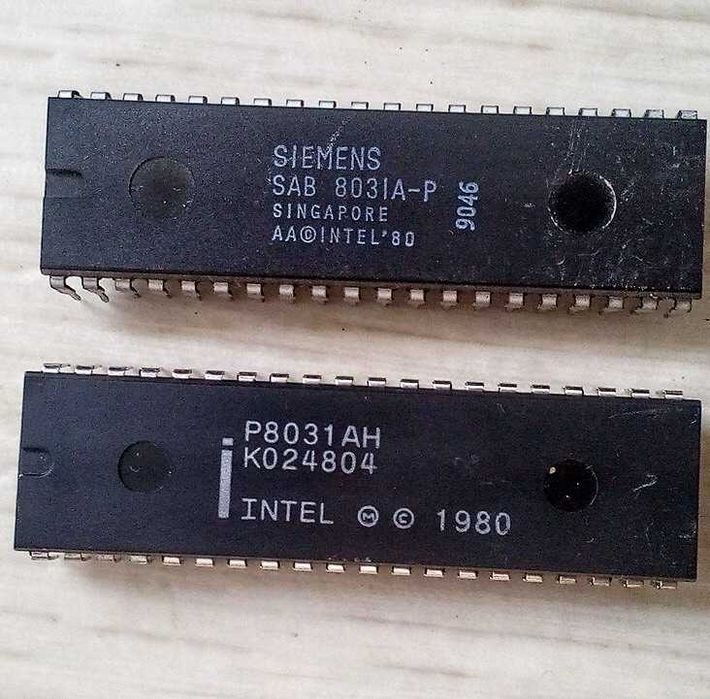 SIEMENS
SAB 8031A-P
SINGAPORE
AA©INTEL'80
9046
P8031AH
K024804
i
INTEL Ⓜ © 1980